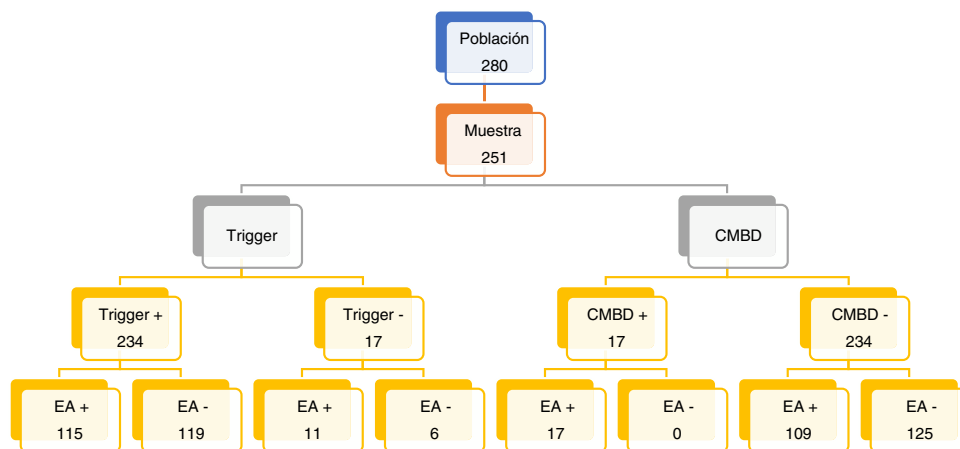 Población
280
Muestra
251
Trigger
CMBD
Trigger +
234
Trigger -
17
CMBD +
17
CMBD -
234
EA +
115
EA -
119
EA +
11
EA -
6
EA +
17
EA -
0
EA +
109
EA -
125